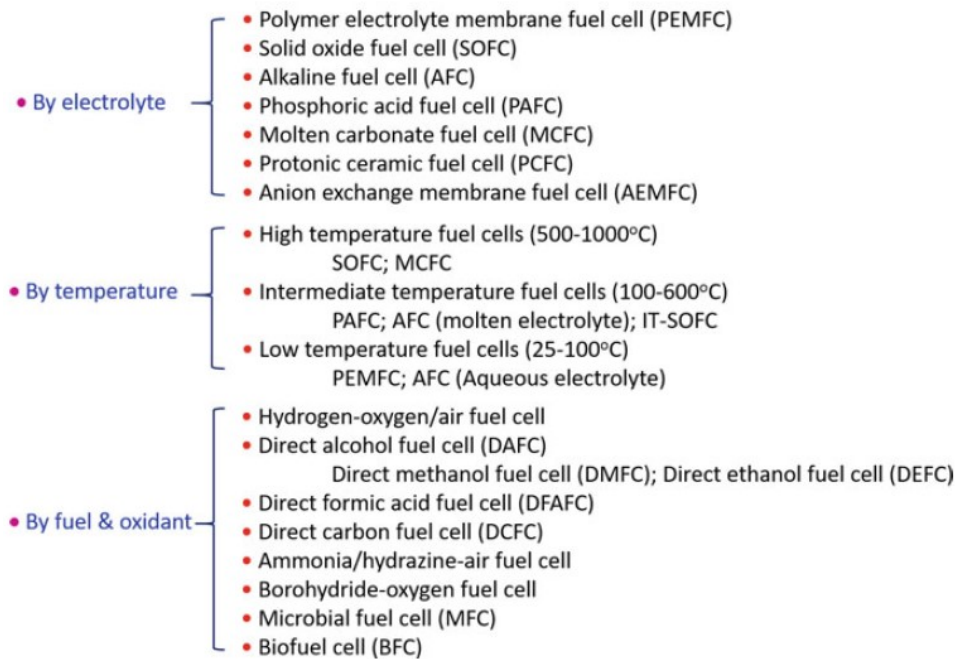 • By electrolyte
• Polymer electrolyte membrane fuel cell (PEMFC)
• Solid oxide fuel cell (SOFC)
• Alkaline fuel cell (AFC)
• Phosphoric acid fuel cell (PAFC)
• Molten carbonate fuel cell (MCFC)
• Protonic ceramic fuel cell (PCFC)
• Anion exchange membrane fuel cell (AEMFC)
• By temperature
• High temperature fuel cells (500-1000°C)
SOFC; MCFC
• Intermediate temperature fuel cells (100-600°C)
PAFC; AFC (molten electrolyte); IT-SOFC
• Low temperature fuel cells (25-100°C)
PEMFC; AFC (Aqueous electrolyte)
• By fuel & oxidant
• Hydrogen-oxygen/air fuel cell
• Direct alcohol fuel cell (DAFC)
Direct methanol fuel cell (DMFC); Direct ethanol fuel cell (DEFC)
• Direct formic acid fuel cell (DFAFC)
• Direct carbon fuel cell (DCFC)
• Ammonia/hydrazine-air fuel cell
• Borohydride-oxygen fuel cell
• Microbial fuel cell (MFC)
• Biofuel cell (BFC)